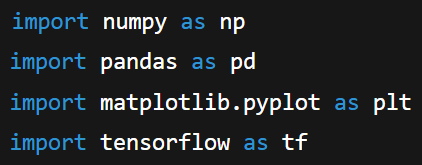 import numpy as np
import pandas as pd
import matplotlib.pyplot as plt
import tensorflow as tf